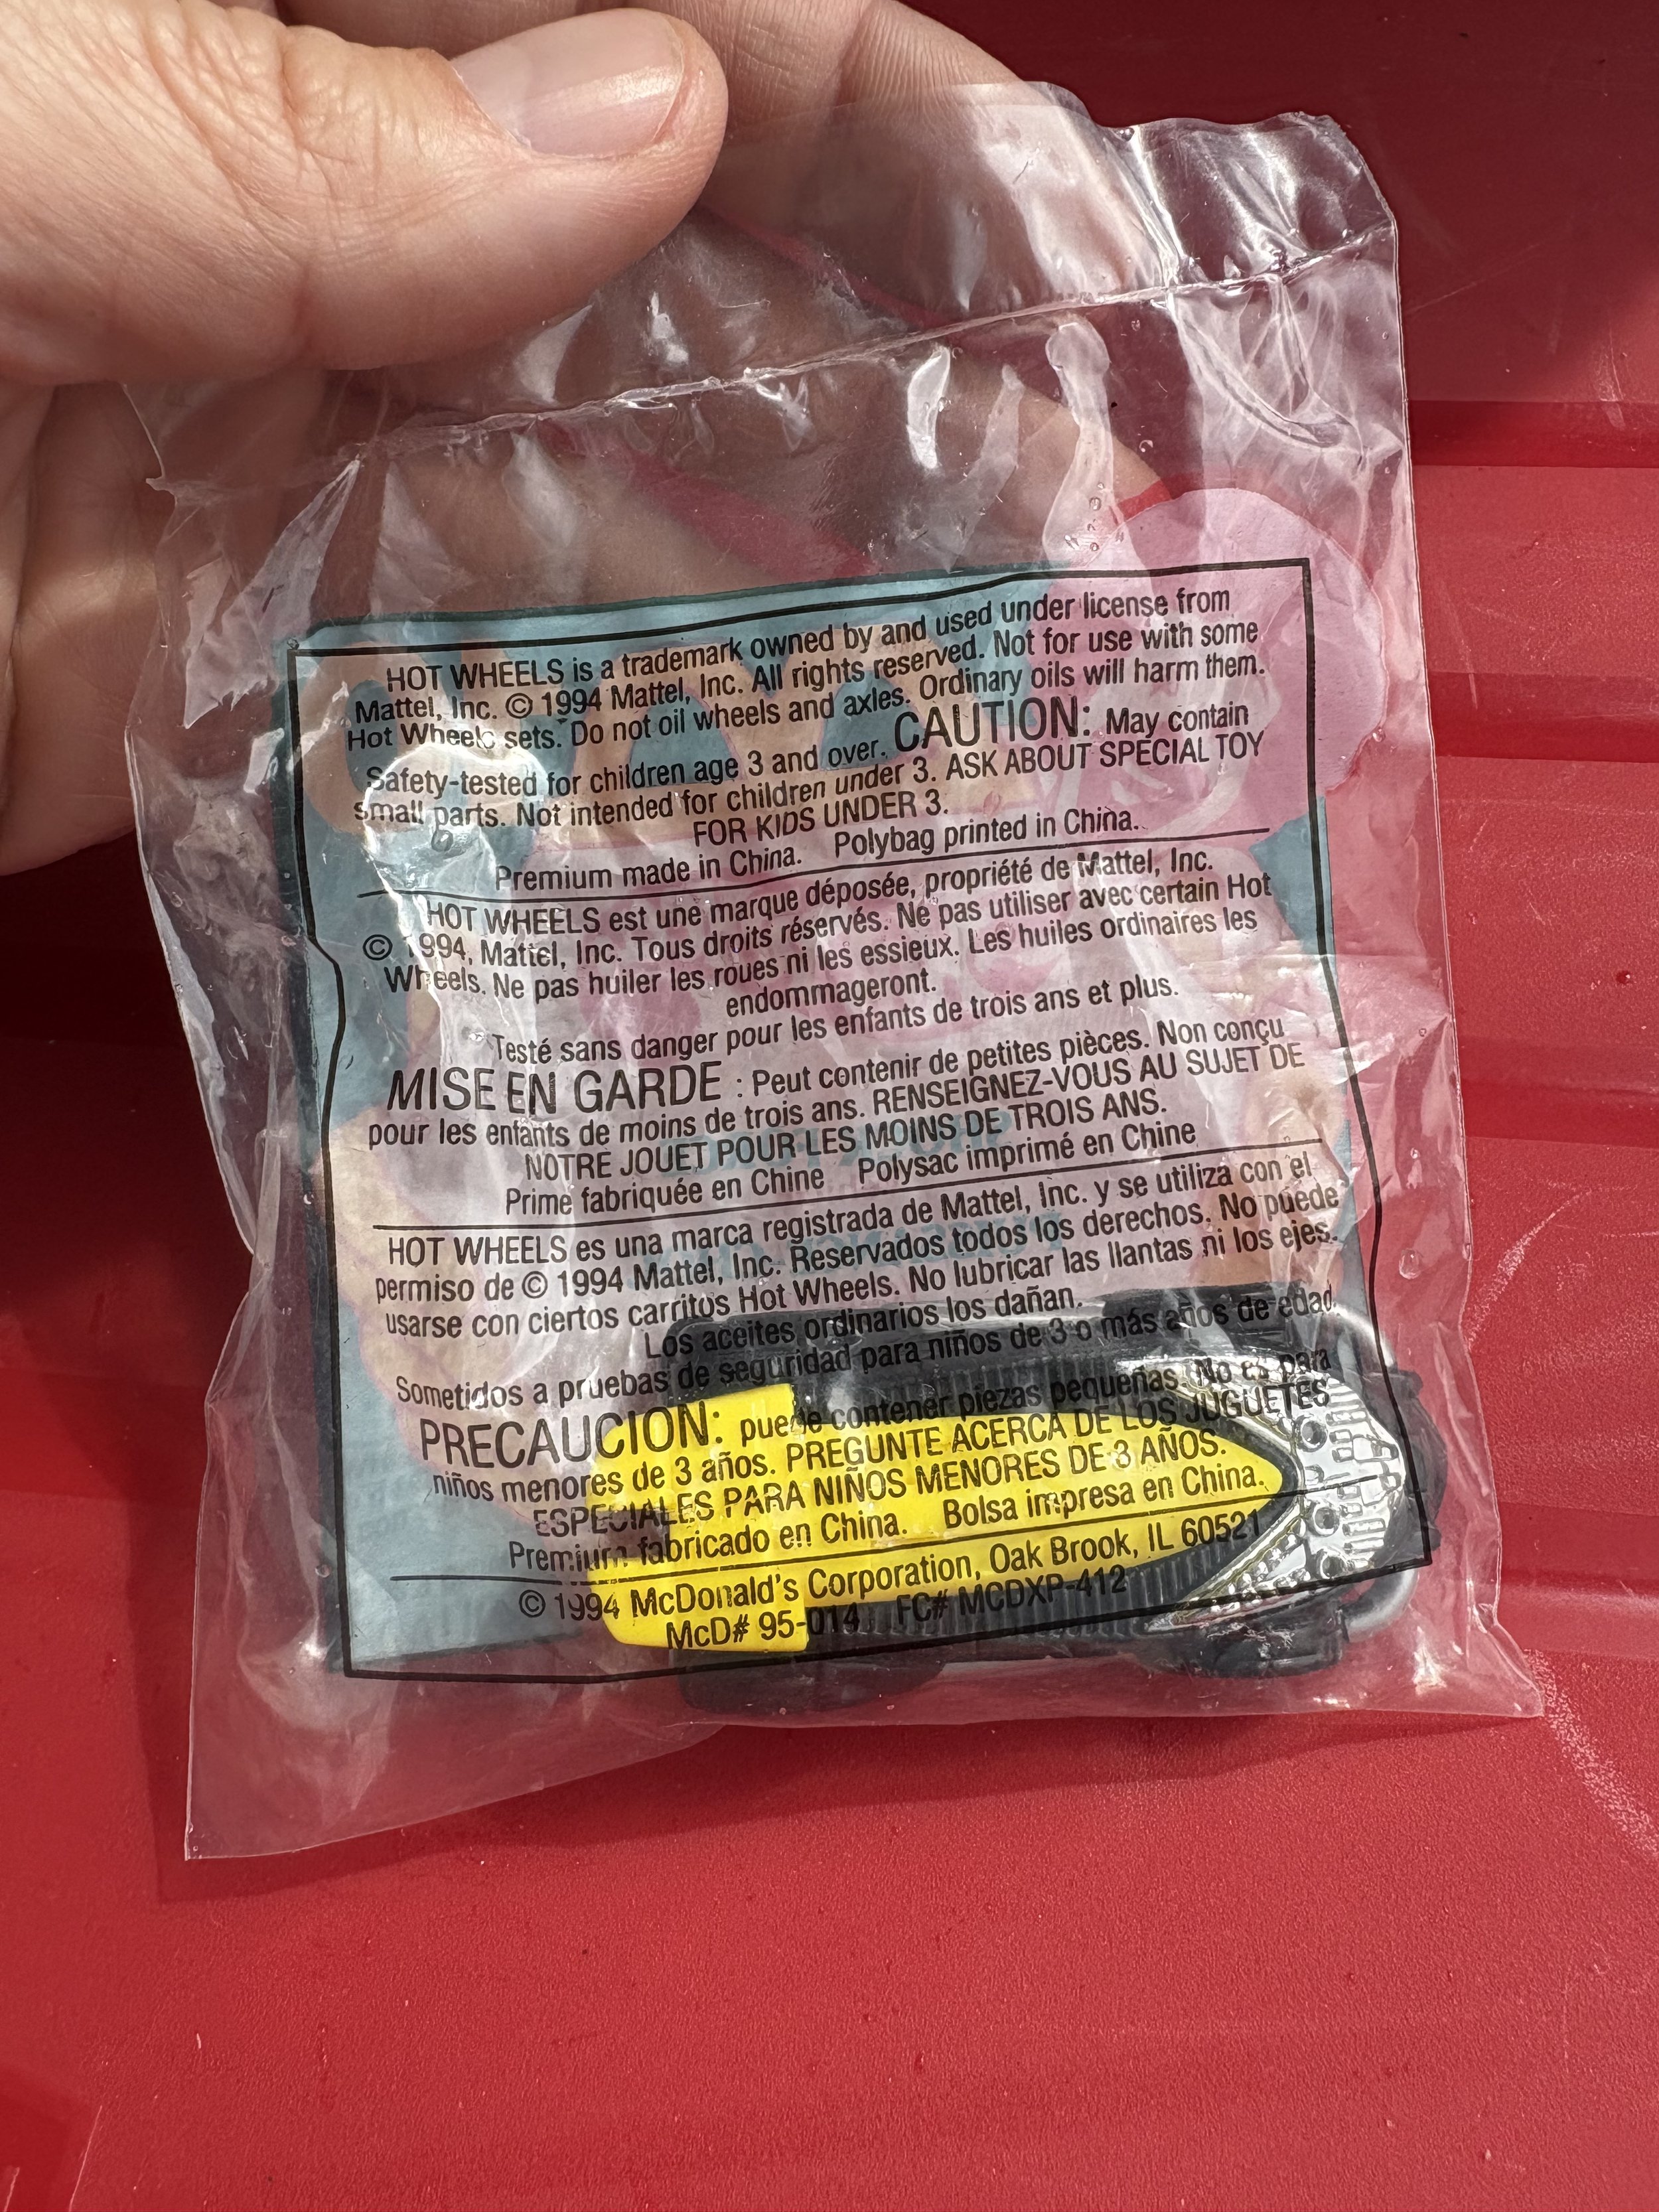 HOT WHEELS is a trademark owned by and used under license from
Mattel, Inc. © 1994 Mattel, Inc. All rights reserved. Not for use with some
Hot Wheels sets. Do not oil wheels and axles. Ordinary oils will harm them.
Safety-tested for children age 3 and over. CAUTION: May contain
small parts. Not intended for children under 3. ASK ABOUT SPECIAL TOY
FOR KIDS UNDER 3.
Premium made in China. Polybag printed in China.
HOT WHEELS est une marque déposée, propriété de Mattel, Inc.
© 1994, Mattel, Inc. Tous droits réservés. Ne pas utiliser avec certain Hot
Wheels. Ne pas huiler les roues ni les essieux. Les huiles ordinaires les
endommageront.
Testé sans danger pour les enfants de trois ans et plus.
MISE EN GARDE : Peut contenir de petites pièces. Non conçu
pour les enfants de moins de trois ans. RENSEIGNEZ-VOUS AU SUJET DE
NOTRE JOUET POUR LES MOINS DE TROIS ANS.
Prime fabriquée en Chine Polysac imprimé en Chine
HOT WHEELS es una marca registrada de Mattel, Inc. y se utiliza con el
permiso de © 1994 Mattel, Inc. Reservados todos los derechos. No puede
usarse con ciertos carritos Hot Wheels. No lubricar las llantas ni los ejes.
Los aceites ordinarios los dañan.
Sometidos a pruebas de seguridad para niños de 3 o más años de edad.
PRECAUCION: puede contener piezas pequeñas. No es para
niños menores de 3 años. PREGUNTE ACERCA DE LOS JUGUETES
ESPECIALES PARA NIÑOS MENORES DE 3 AÑOS.
Premium fabricado en China. Bolsa impresa en China.
© 1994 McDonald's Corporation, Oak Brook, IL 60521
McD# 95-014 FC# MCDXP-412